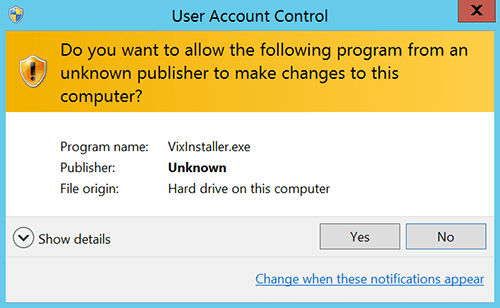 User Account Control
Do you want to allow the following program from an
unknown publisher to make changes to this
computer?
Program name: VixInstaller.exe
Publisher: Unknown
File origin: Hard drive on this computer
Show details Yes No
Change when these notifications appear